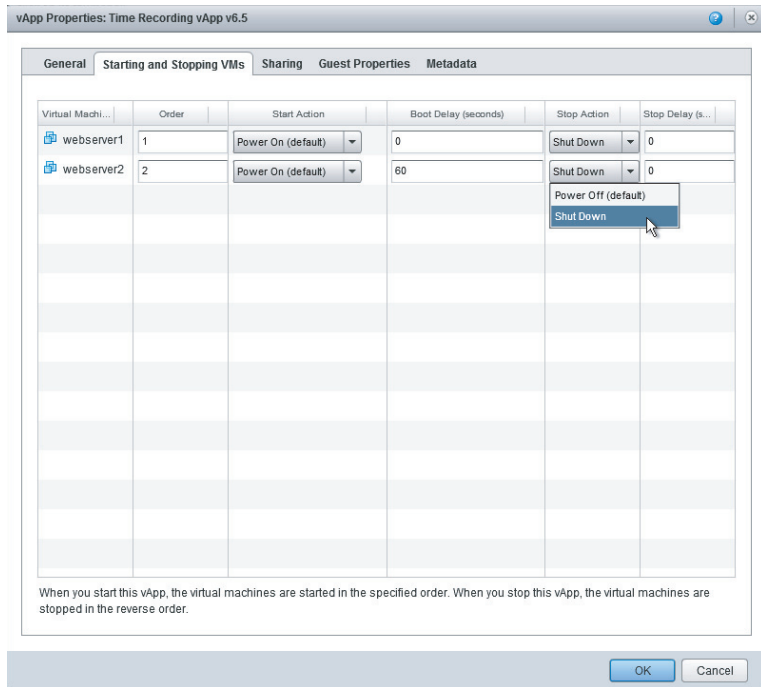 vApp Properties: Time Recording vApp v6.5
General Starting and Stopping VMs Sharing Guest Properties Metadata
Virtual Machi... Order Start Action Boot Delay (seconds) Stop Action Stop Delay (s...
webserver1 1 Power On (default) 0 Shut Down 0
webserver2 2 Power On (default) 60 Shut Down 0
Power Off (default)
Shut Down
When you start this vApp, the virtual machines are started in the specified order. When you stop this vApp, the virtual machines are
stopped in the reverse order.
OK Cancel